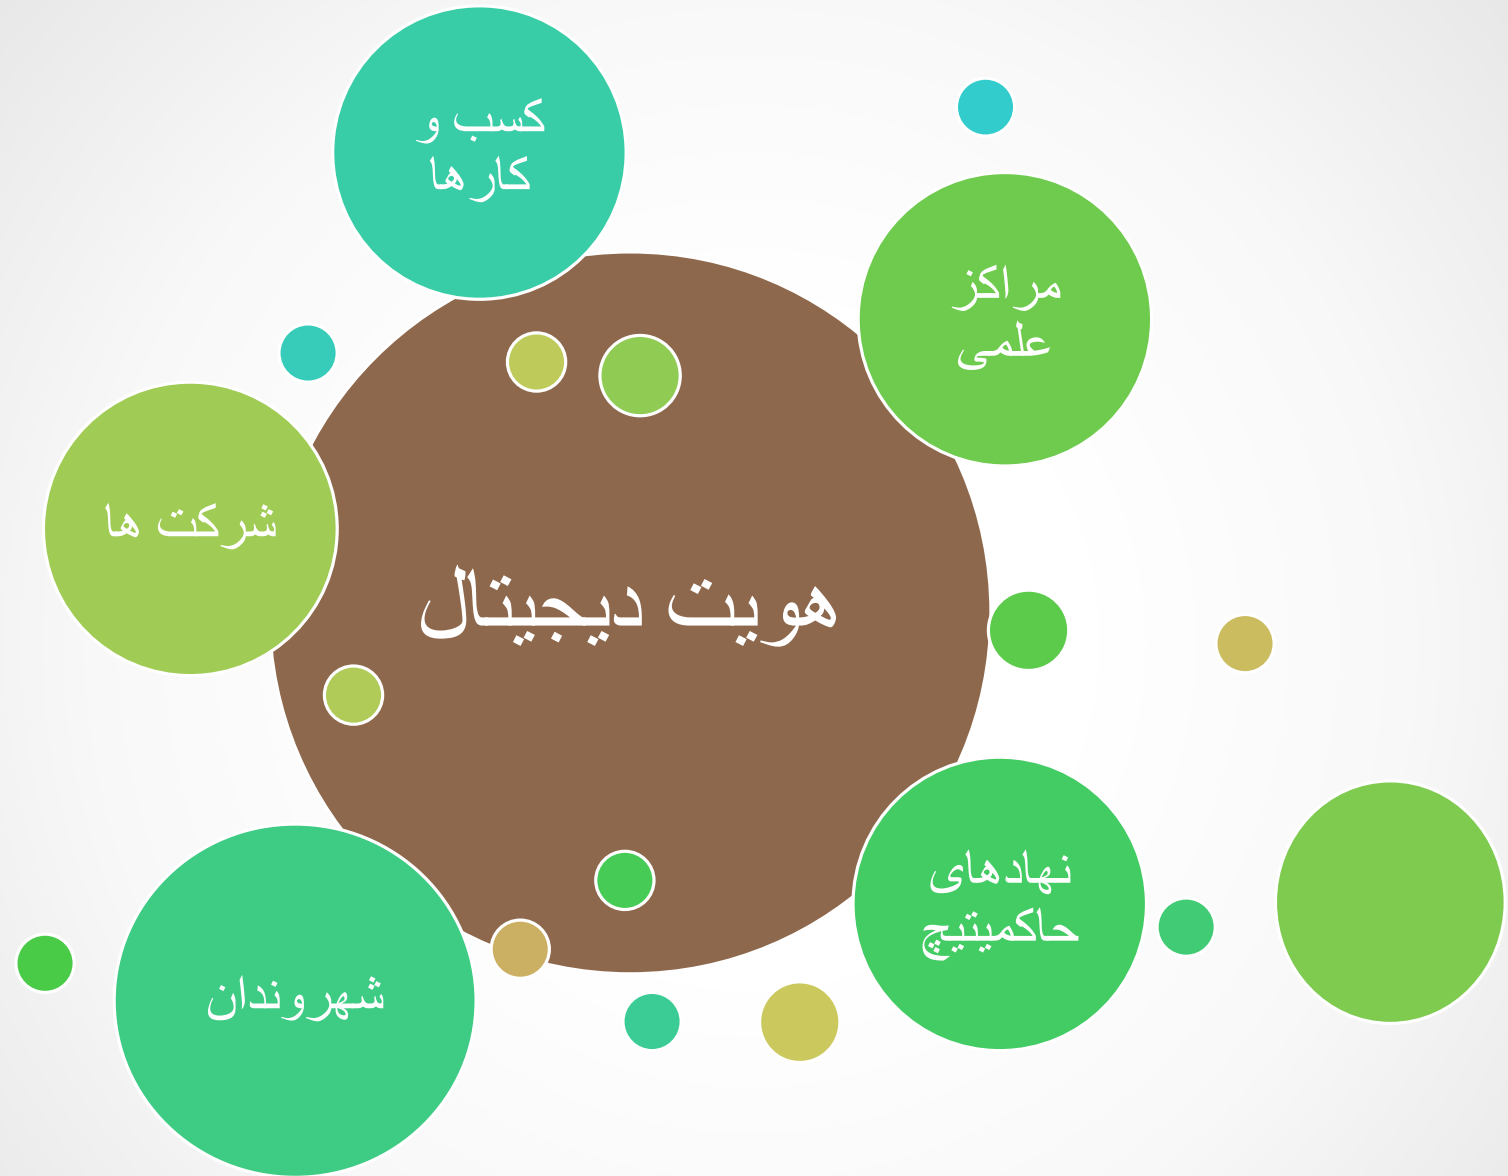 کسب و
کارها
مراکز
علمی
شرکت ها
هویت دیجیتال
نهادهای
حاکمیتیچ
شهروندان